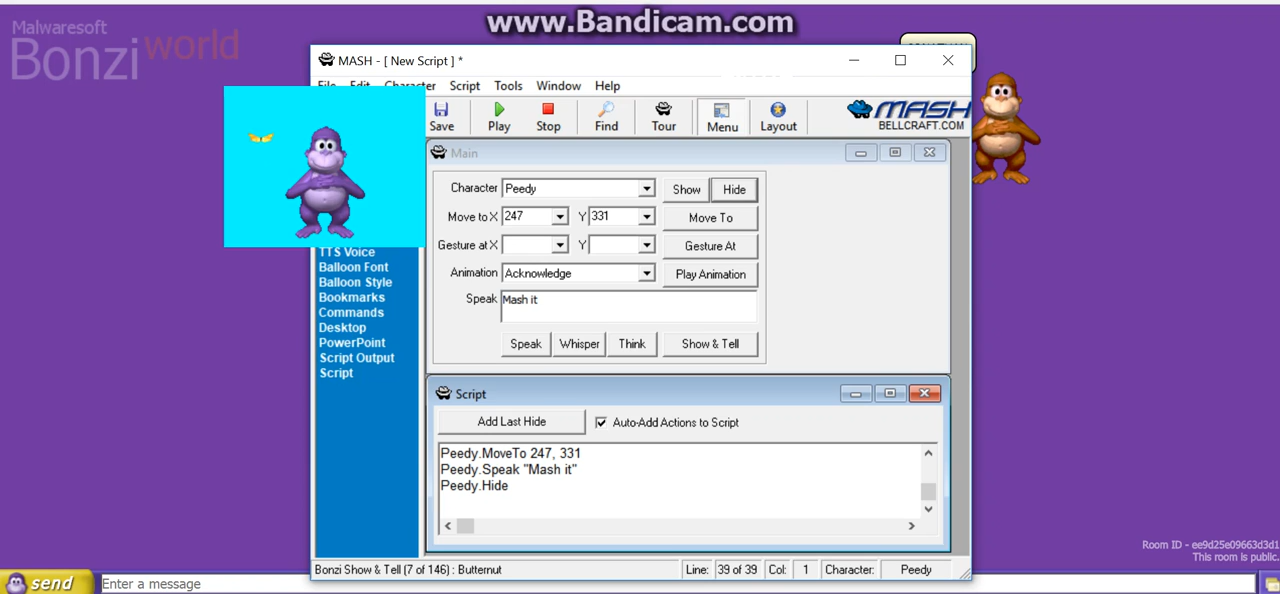 www.Bandicam.com
Malwaresoft
Bonzi world
MASH - [ New Script ] *
File Edit Character Script Tools Window Help
Save Play Stop Find Tour Menu Layout
MASH
BELLCRAFT.COM
Main
Character Peedy Show Hide
Move to X 247 Y 331 Move To
Gesture at X Y Gesture At
Animation Acknowledge Play Animation
Speak Mash it
Speak Whisper Think Show & Tell
TTS Voice
Balloon Font
Balloon Style
Bookmarks
Commands
Desktop
PowerPoint
Script Output
Script
Script
Add Last Hide Auto-Add Actions to Script
Peedy.MoveTo 247, 331
Peedy.Speak "Mash it"
Peedy.Hide
Bonzi Show & Tell (7 of 146) : Butternut Line: 39 of 39 Col: 1 Character: Peedy
Room ID - ee9d25e09663d3d1
This room is public.
send Enter a message